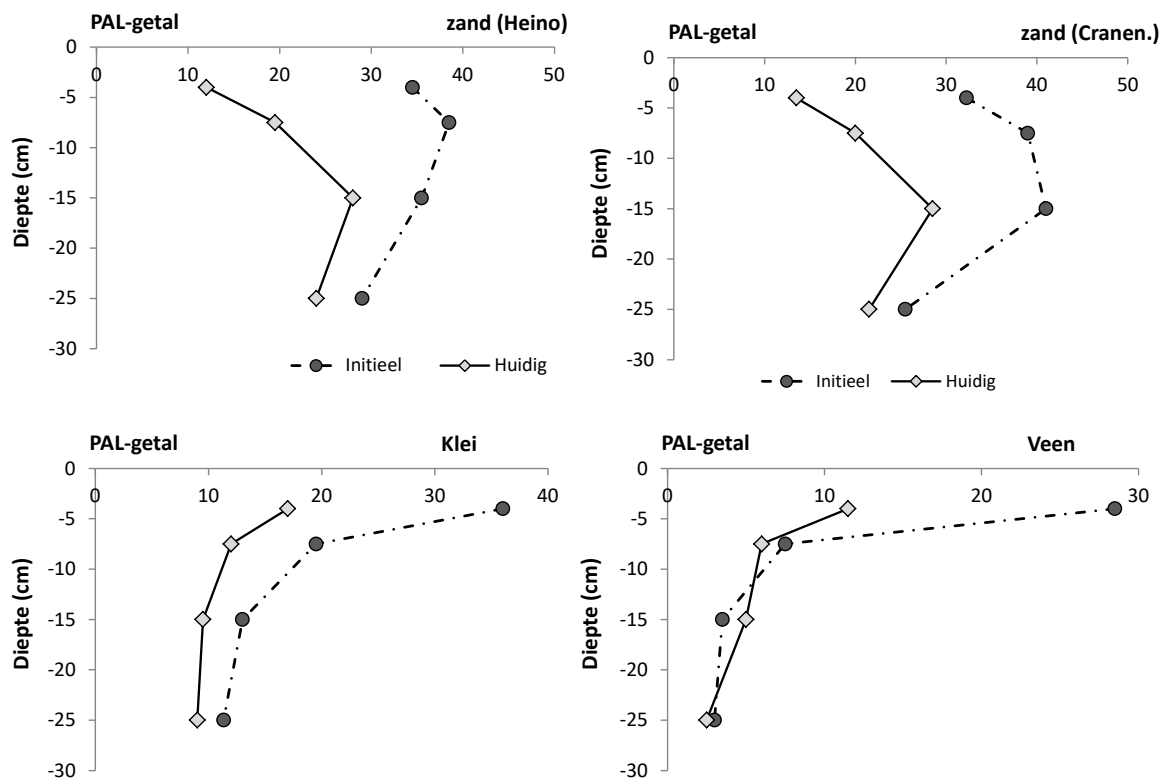 PAL-getal zand (Heino)
0 10 20 30 40 50
0
-5
-10
-15
-20
-25
-30
Diepte (cm)
Initieel Huidig
PAL-getal zand (Cranen.)
0 10 20 30 40 50
0
-5
-10
-15
-20
-25
-30
Diepte (cm)
Initieel Huidig
PAL-getal Klei
0 10 20 30 40
0
-5
-10
-15
-20
-25
-30
Diepte (cm)
PAL-getal Veen
0 10 20 30
0
-5
-10
-15
-20
-25
-30
Diepte (cm)